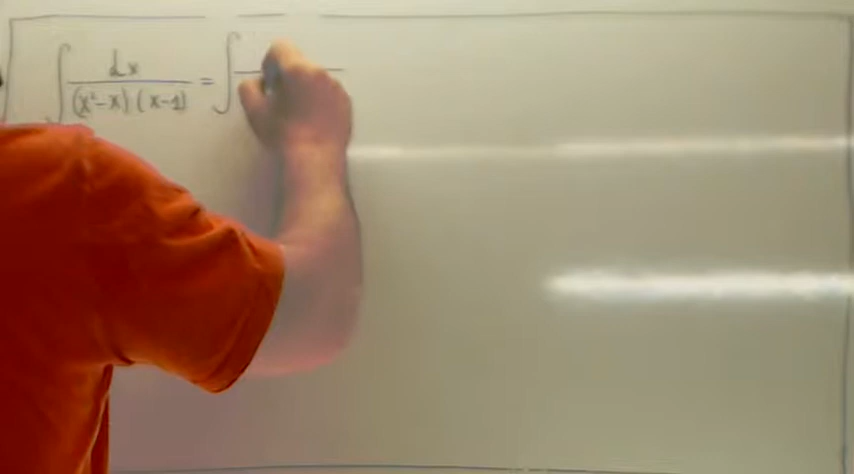 ∫ dx / (x²-x)(x-1) = ∫